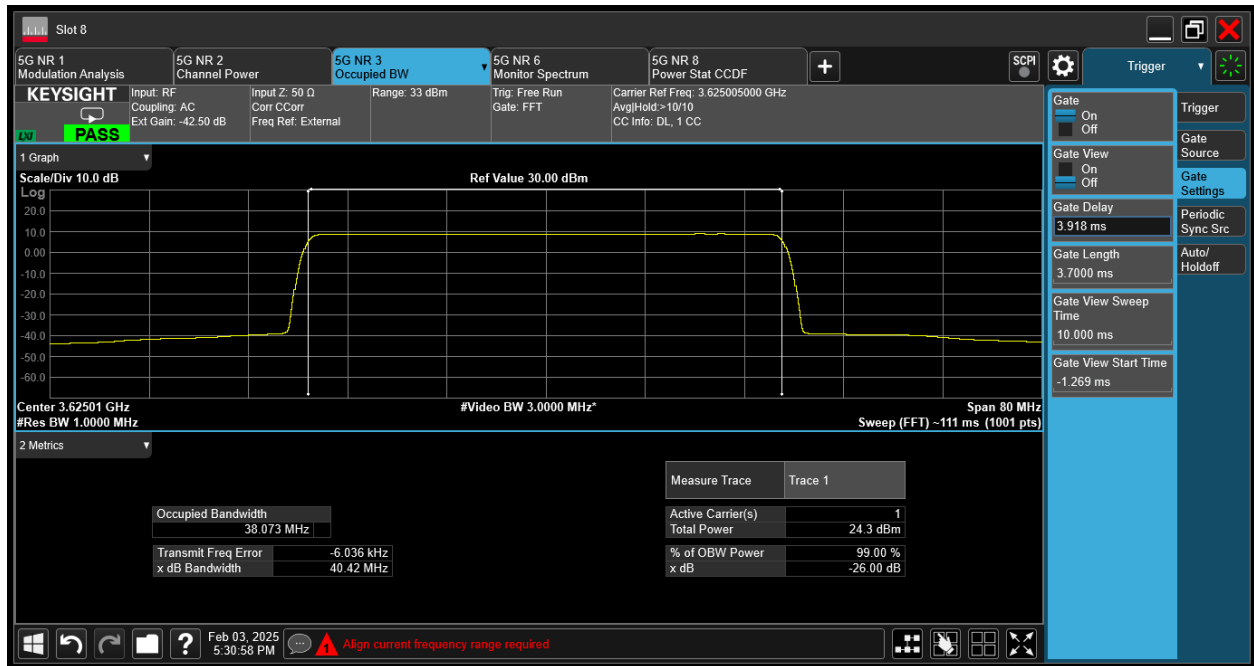 Slot 8
5G NR 1
Modulation Analysis
5G NR 2
Channel Power
5G NR 3
Occupied BW
5G NR 6
Monitor Spectrum
5G NR 8
Power Stat CCDF
+
SCPI
Trigger
KEYSIGHT
LXI
PASS
Input: RF
Coupling: AC
Ext Gain: -42.50 dB
Input Z: 50 Ω
Corr CCorr
Freq Ref: External
Range: 33 dBm
Trig: Free Run
Gate: FFT
Carrier Ref Freq: 3.625005000 GHz
Avg|Hold:>10/10
CC Info: DL, 1 CC
1 Graph
Scale/Div 10.0 dB
Ref Value 30.00 dBm
Log
20.0
10.0
0.00
-10.0
-20.0
-30.0
-40.0
-50.0
-60.0
Center 3.62501 GHz
#Video BW 3.0000 MHz*
Span 80 MHz
#Res BW 1.0000 MHz
Sweep (FFT) ~111 ms (1001 pts)
2 Metrics
Measure Trace Trace 1
Occupied Bandwidth
38.073 MHz
Transmit Freq Error -6.036 kHz
x dB Bandwidth 40.42 MHz
Active Carrier(s) 1
Total Power 24.3 dBm
% of OBW Power 99.00 %
x dB -26.00 dB
Gate
On
Off
Gate View
On
Off
Gate Delay
3.918 ms
Gate Length
3.7000 ms
Gate View Sweep
Time
10.000 ms
Gate View Start Time
-1.269 ms
Trigger
Gate
Source
Gate
Settings
Periodic
Sync Src
Auto/
Holdoff
?
Feb 03, 2025
5:30:58 PM
1
Align current frequency range required